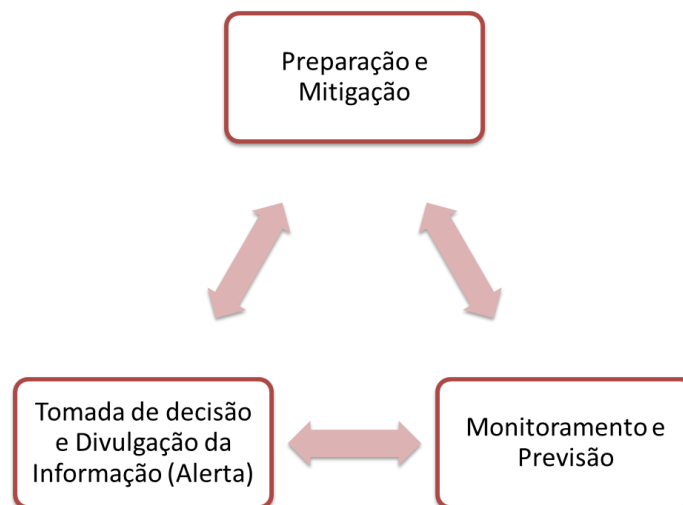 Preparação e
Mitigação
Tomada de decisão
e Divulgação da
Informação (Alerta)
Monitoramento e
Previsão